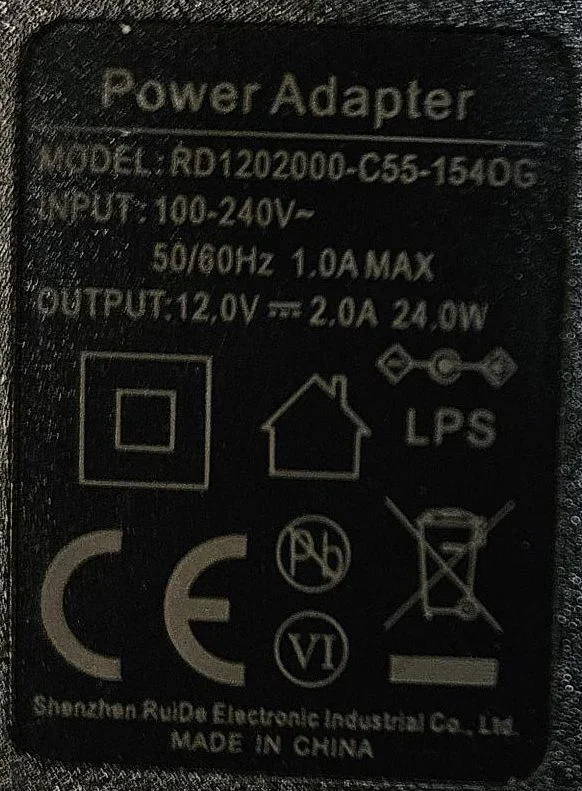 Power Adapter
MODEL: RD1202000-C55-154OG
INPUT: 100-240V~
50/60Hz 1.0A MAX
OUTPUT: 12.0V ⎓ 2.0A 24.0W
LPS
CE
Pb
VI
Shenzhen RuiDe Electronic Industrial Co., Ltd.
MADE IN CHINA